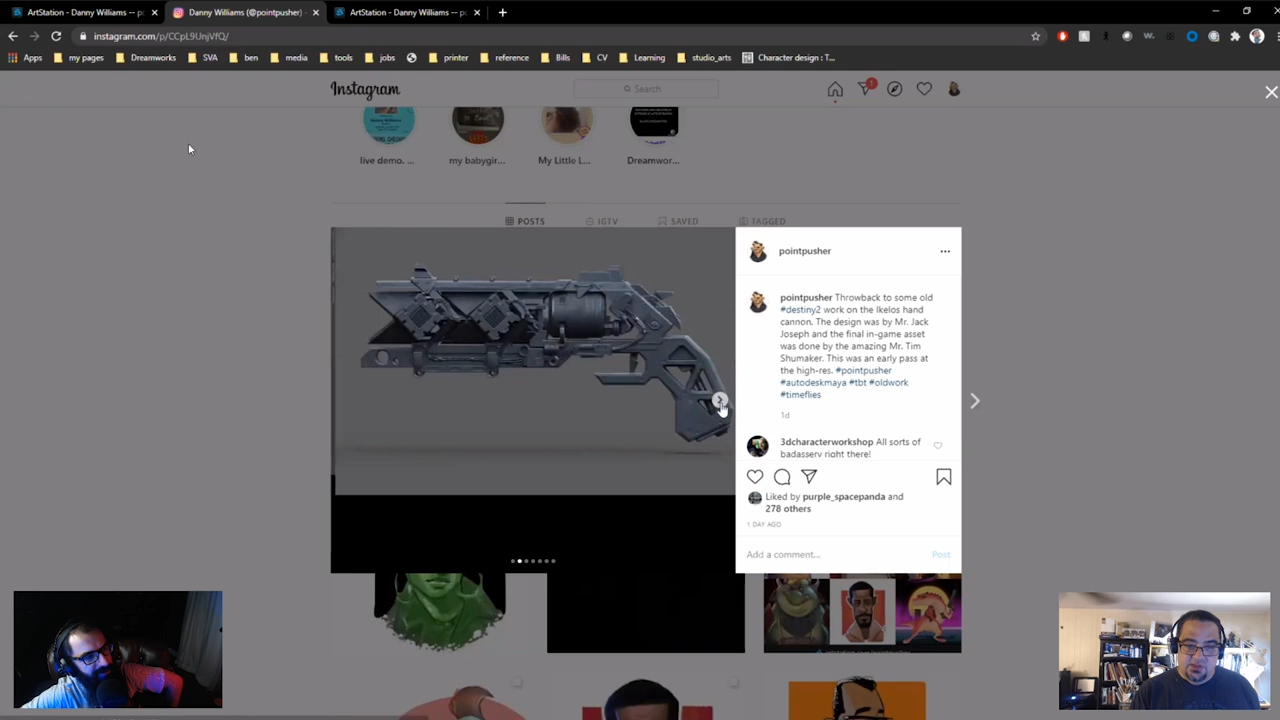 ArtStation - Danny Williams -- po
Danny Williams (@pointpusher) -
ArtStation - Danny Williams -- po
instagram.com/p/CCpL9UnjVfQ/
Apps
my pages
Dreamworks
SVA
ben
media
tools
jobs
printer
reference
Bills
CV
Learning
studio_arts
Character design : T...
Instagram
Search
1
live demo. ...
my babygir...
My Little L...
Dreamwor...
POSTS
IGTV
SAVED
TAGGED
pointpusher
pointpusher Throwback to some old
#destiny2 work on the Ikelos hand
cannon. The design was by Mr. Jack
Joseph and the final in-game asset
was done by the amazing Mr. Tim
Shumaker. This was an early pass at
the high-res. #pointpusher
#autodeskmaya #tbt #oldwork
#timeflies
1d
3dcharacterworkshop All sorts of
badassery right there!
Liked by purple_spacepanda and
278 others
1 DAY AGO
Add a comment...
Post